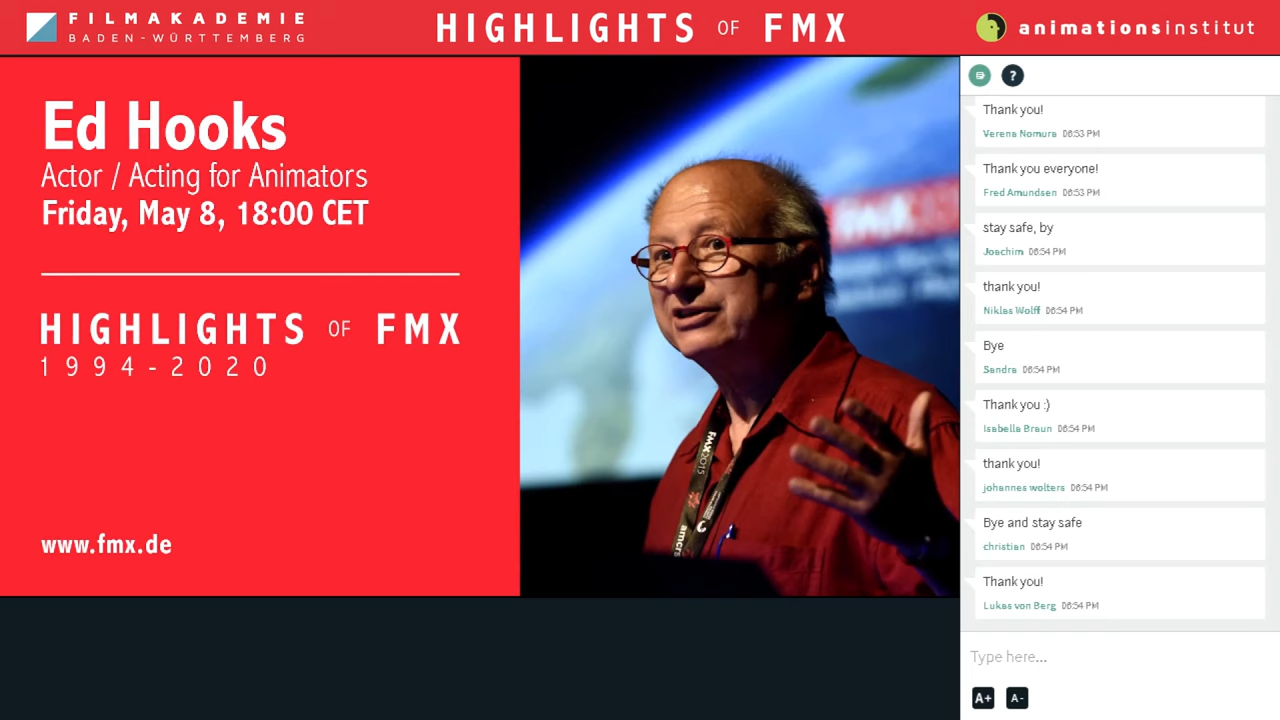 FILMAKADEMIE
BADEN-WÜRTTEMBERG
HIGHLIGHTS OF FMX
animationsinstitut
Ed Hooks
Actor / Acting for Animators
Friday, May 8, 18:00 CET
HIGHLIGHTS OF FMX
1994-2020
www.fmx.de
FMX
FMX2015
amcrs
?
Thank you!
Verena Nomura 06:53 PM
Thank you everyone!
Fred Amundsen 06:53 PM
stay safe, by
Joachim 06:54 PM
thank you!
Niklas Wolff 06:54 PM
Bye
Sandra 06:54 PM
Thank you :)
Isabella Braun 06:54 PM
thank you!
johannes wolters 06:54 PM
Bye and stay safe
christian 06:54 PM
Thank you!
Lukas von Berg 06:54 PM
Type here...
A+ A-